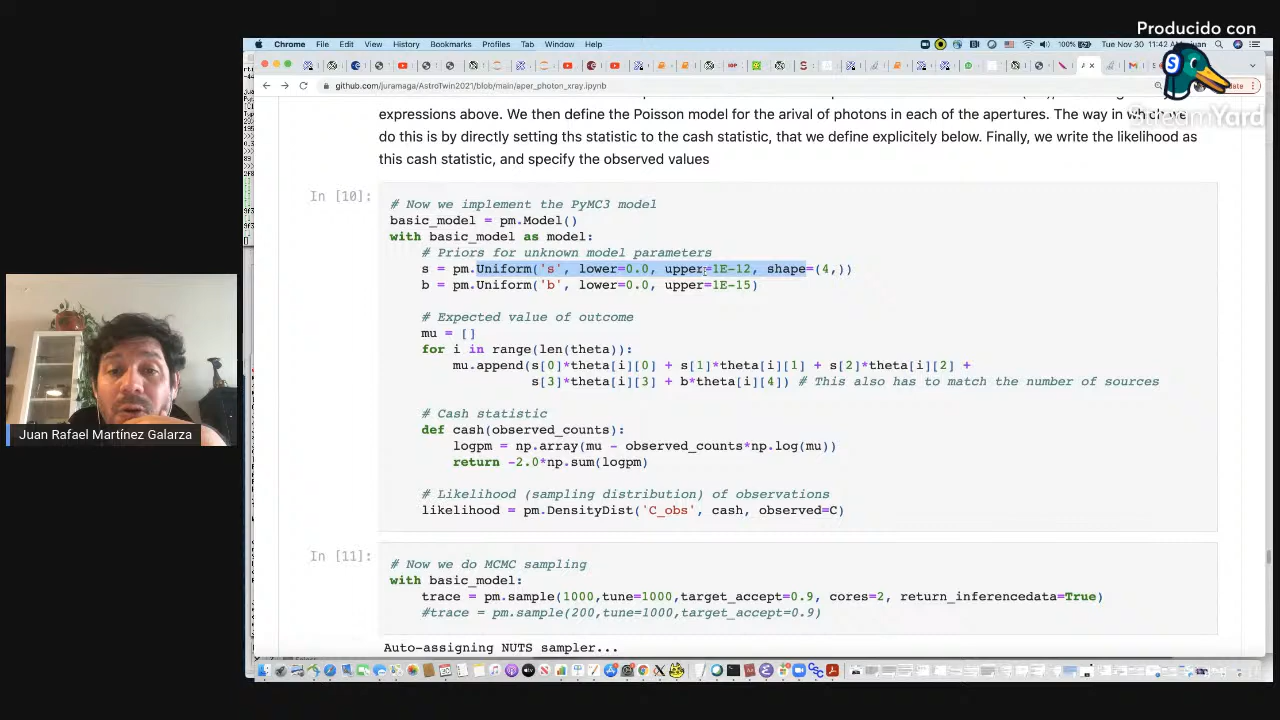 Producido con
StreamYard
Chrome File Edit View History Bookmarks Profiles Tab Window Help
100% Tue Nov 30 11:42 AM
github.com/juramaga/AstroTwin2021/blob/main/aper_photon_xray.ipynb
expressions above. We then define the Poisson model for the arival of photons in each of the apertures. The way in which we
do this is by directly setting ths statistic to the cash statistic, that we define explicitely below. Finally, we write the likelihood as
this cash statistic, and specify the observed values
In [10]:
# Now we implement the PyMC3 model
basic_model = pm.Model()
with basic_model as model:
# Priors for unknown model parameters
s = pm.Uniform('s', lower=0.0, upper=1E-12, shape=(4,))
b = pm.Uniform('b', lower=0.0, upper=1E-15)
# Expected value of outcome
mu = []
for i in range(len(theta)):
mu.append(s[0]*theta[i][0] + s[1]*theta[i][1] + s[2]*theta[i][2] +
s[3]*theta[i][3] + b*theta[i][4]) # This also has to match the number of sources
# Cash statistic
def cash(observed_counts):
logpm = np.array(mu - observed_counts*np.log(mu))
return -2.0*np.sum(logpm)
# Likelihood (sampling distribution) of observations
likelihood = pm.DensityDist('C_obs', cash, observed=C)
In [11]:
# Now we do MCMC sampling
with basic_model:
trace = pm.sample(1000,tune=1000,target_accept=0.9, cores=2, return_inferencedata=True)
#trace = pm.sample(200,tune=1000,target_accept=0.9)
Auto-assigning NUTS sampler...
Juan Rafael Martínez Galarza